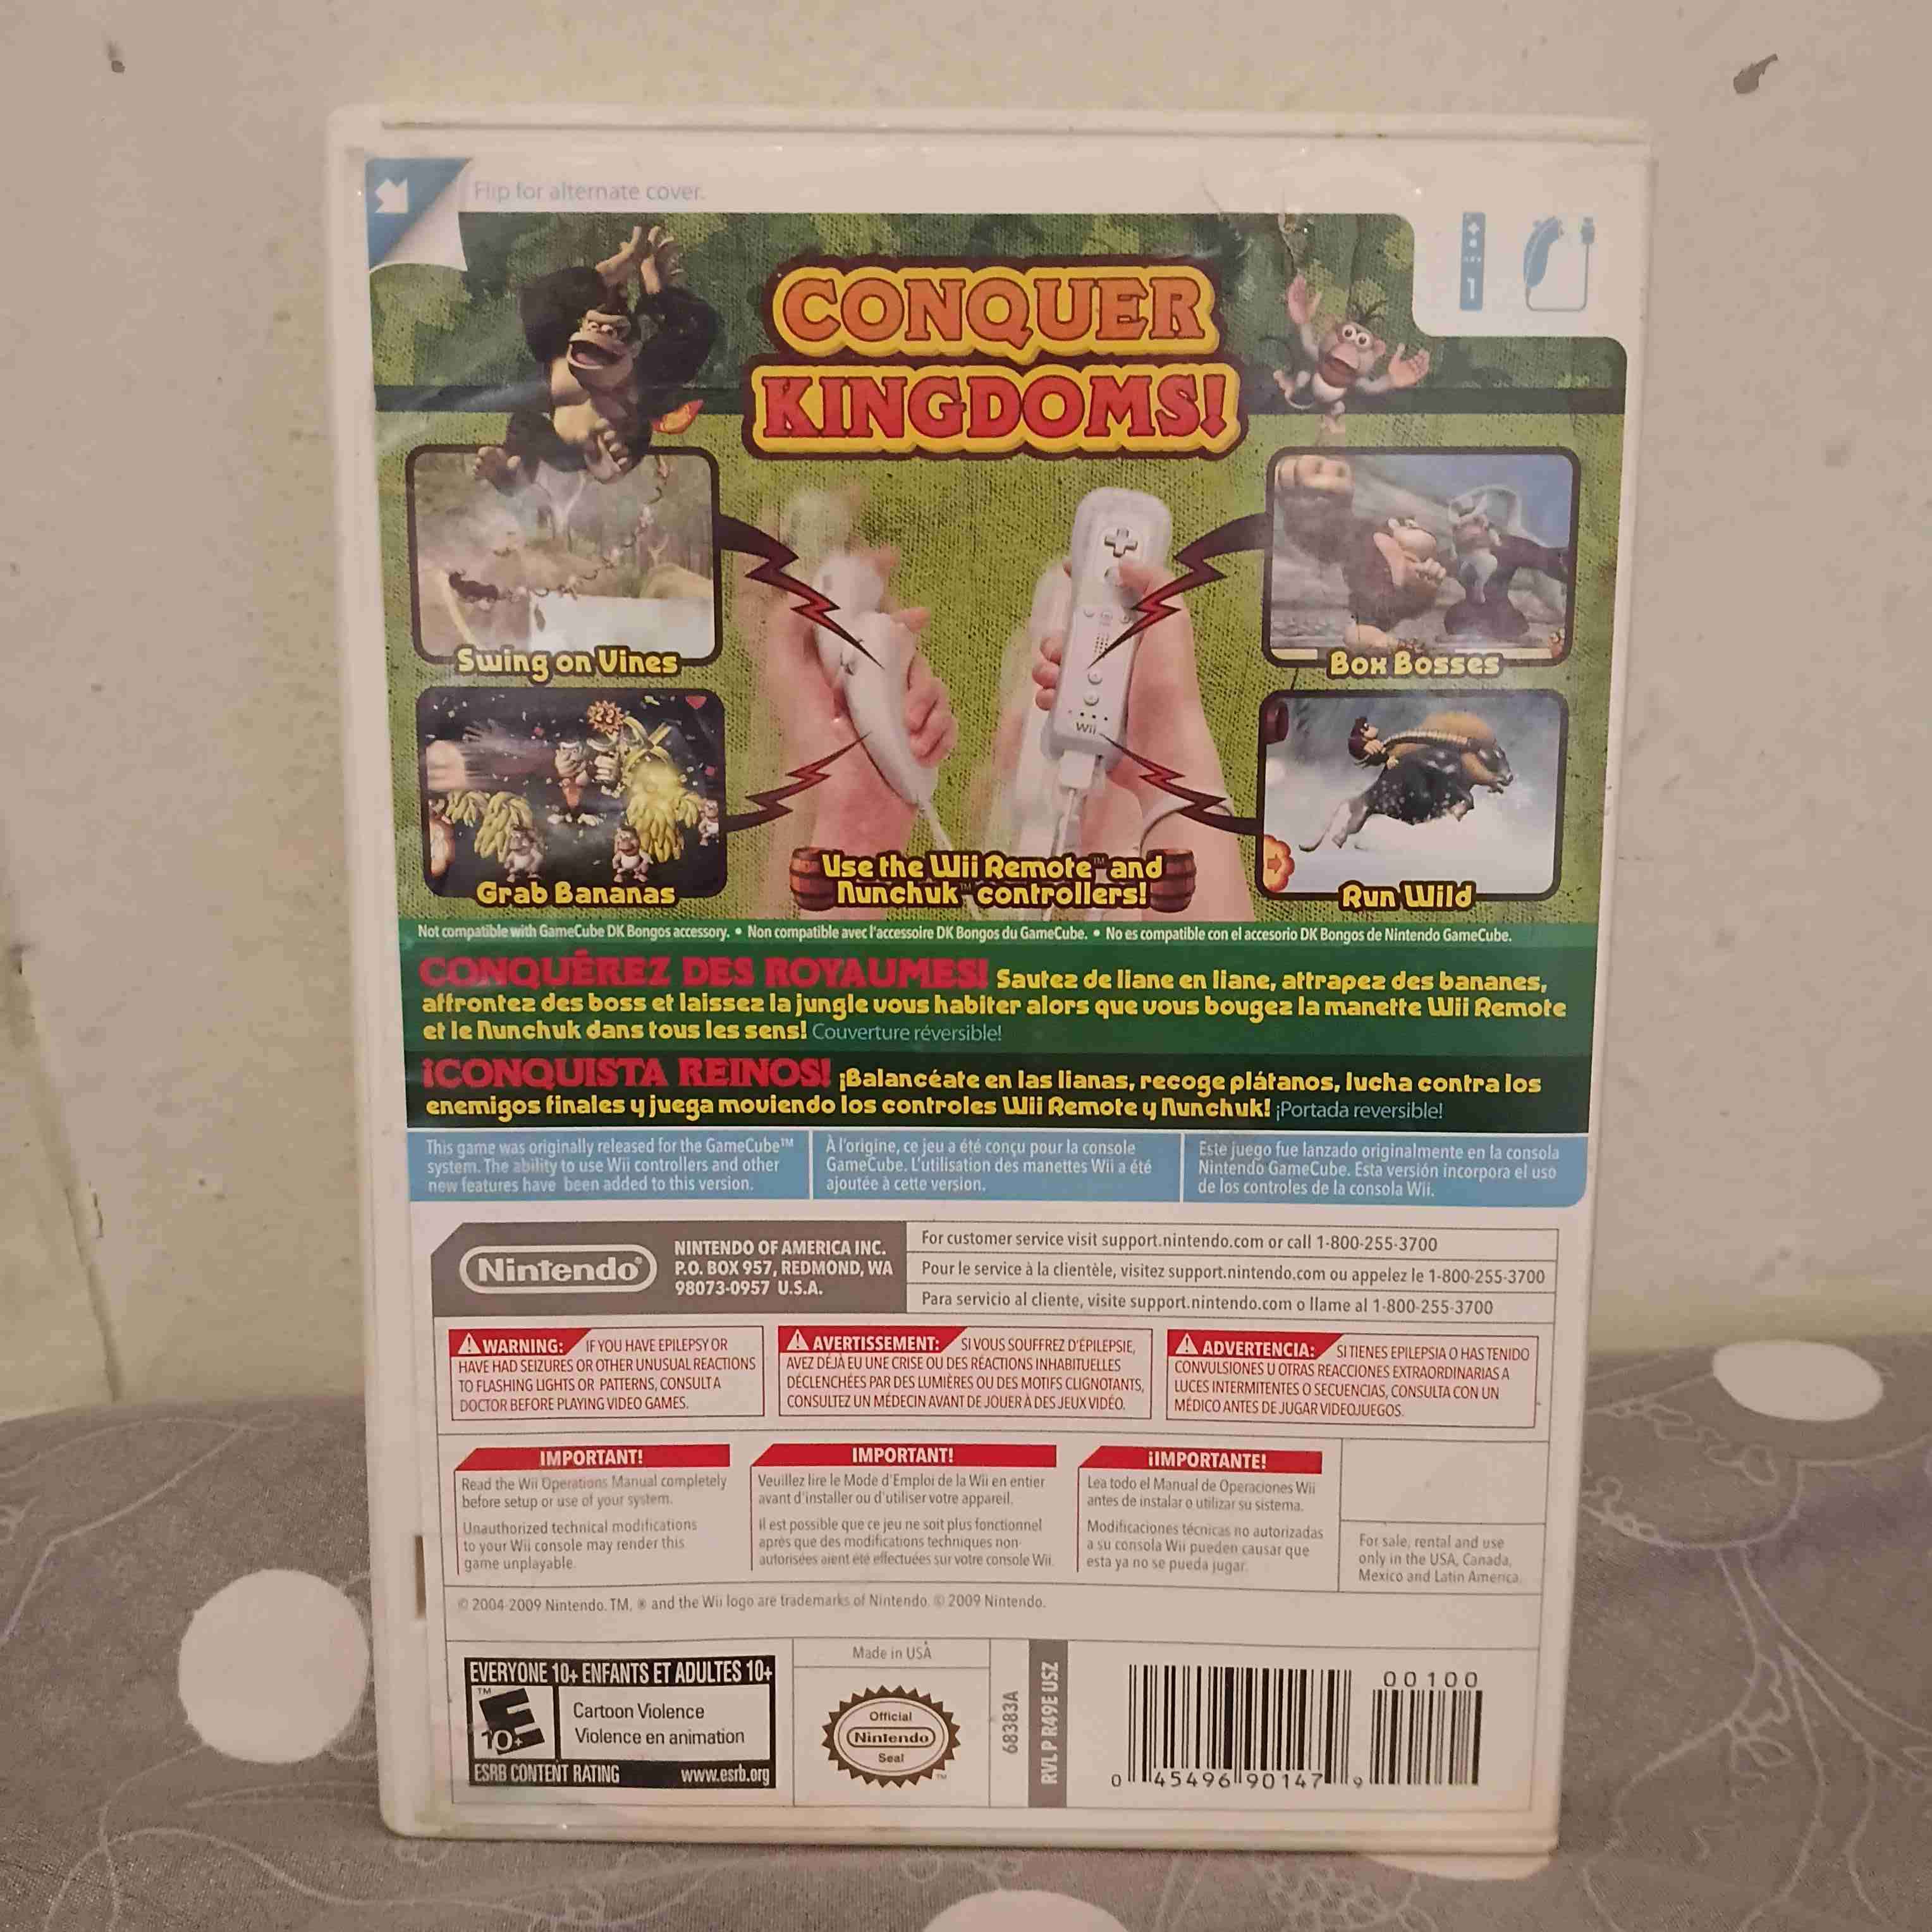 Flip for alternate cover.
CONQUER
KINGDOMS!
1
Swing on Vines
Box Bosses
Wii
Grab Bananas
Use the Wii Remote™ and
Nunchuk™ controllers!
Run Wild
Not compatible with GameCube DK Bongos accessory. • Non compatible avec l'accessoire DK Bongos du GameCube. • No es compatible con el accesorio DK Bongos de Nintendo GameCube.
CONQUÉREZ DES ROYAUMES! Sautez de liane en liane, attrapez des bananes,
affrontez des boss et laissez la jungle vous habiter alors que vous bougez la manette Wii Remote
et le Nunchuk dans tous les sens! Couverture réversible!
¡CONQUISTA REINOS! ¡Balancéate en las lianas, recoge plátanos, lucha contra los
enemigos finales y juega moviendo los controles Wii Remote y Nunchuk! ¡Portada reversible!
This game was originally released for the GameCube™
system. The ability to use Wii controllers and other
new features have been added to this version.
À l'origine, ce jeu a été conçu pour la console
GameCube. L'utilisation des manettes Wii a été
ajoutée à cette version.
Este juego fue lanzado originalmente en la consola
Nintendo GameCube. Esta versión incorpora el uso
de los controles de la consola Wii.
Nintendo®
NINTENDO OF AMERICA INC.
P.O. BOX 957, REDMOND, WA
98073-0957 U.S.A.
For customer service visit support.nintendo.com or call 1-800-255-3700
Pour le service à la clientèle, visitez support.nintendo.com ou appelez le 1-800-255-3700
Para servicio al cliente, visite support.nintendo.com o llame al 1-800-255-3700
WARNING: IF YOU HAVE EPILEPSY OR
HAVE HAD SEIZURES OR OTHER UNUSUAL REACTIONS
TO FLASHING LIGHTS OR PATTERNS, CONSULT A
DOCTOR BEFORE PLAYING VIDEO GAMES.
AVERTISSEMENT: SI VOUS SOUFFREZ D'ÉPILEPSIE,
AVEZ DÉJÀ EU UNE CRISE OU DES RÉACTIONS INHABITUELLES
DÉCLENCHÉES PAR DES LUMIÈRES OU DES MOTIFS CLIGNOTANTS,
CONSULTEZ UN MÉDECIN AVANT DE JOUER À DES JEUX VIDÉO.
ADVERTENCIA: SI TIENES EPILEPSIA O HAS TENIDO
CONVULSIONES U OTRAS REACCIONES EXTRAORDINARIAS A
LUCES INTERMITENTES O SECUENCIAS, CONSULTA CON UN
MÉDICO ANTES DE JUGAR VIDEOJUEGOS.
IMPORTANT!
Read the Wii Operations Manual completely
before setup or use of your system.
Unauthorized technical modifications
to your Wii console may render this
game unplayable.
IMPORTANT!
Veuillez lire le Mode d'Emploi de la Wii en entier
avant d'installer ou d'utiliser votre appareil.
Il est possible que ce jeu ne soit plus fonctionnel
après que des modifications techniques non-
autorisées aient été effectuées sur votre console Wii.
¡IMPORTANTE!
Lea todo el Manual de Operaciones Wii
antes de instalar o utilizar su sistema.
Modificaciones técnicas no autorizadas
a su consola Wii pueden causar que
esta ya no se pueda jugar.
For sale, rental and use
only in the USA, Canada,
Mexico and Latin America.
© 2004-2009 Nintendo. TM, ® and the Wii logo are trademarks of Nintendo. © 2009 Nintendo.
EVERYONE 10+ ENFANTS ET ADULTES 10+
™
E
10+
Cartoon Violence
Violence en animation
ESRB CONTENT RATING www.esrb.org
Made in USA
Official
Nintendo
Seal
™
68383A
RVL P R49E USZ
00100
0 45496 90147 9